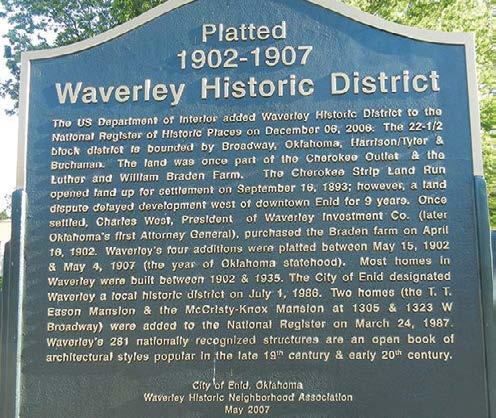 Platted
1902-1907
Waverley Historic District
The US Department of Interior added Waverley Historic District to the
National Register of Historic Places on December 06, 2006. The 22-1/2
block district is bounded by Broadway, Oklahoma, Harrison/Tyler &
Buchanan. The land was once part of the Cherokee Outlet & the
Luther and William Braden Farm. The Cherokee Strip Land Run
opened land up for settlement on September 16, 1893; however, a land
dispute delayed development west of downtown Enid for 9 years. Once
settled, Charles West, President of Waverley Investment Co. (later
Oklahoma's first Attorney General), purchased the Braden farm on April
16, 1902. Waverley's four additions were platted between May 15, 1902
& May 4, 1907 (the year of Oklahoma statehood). Most homes in
Waverley were built between 1902 & 1935. The City of Enid designated
Waverley a local historic district on July 1, 1986. Two homes (the T. T.
Eason Mansion & the McCristy-Knox Mansion at 1305 & 1323 W
Broadway) were added to the National Register on March 24, 1987.
Waverley's 281 nationally recognized structures are an open book of
architectural styles popular in the late 19th century & early 20th century.
City of Enid, Oklahoma
Waverley Historic Neighborhood Association
May 2007